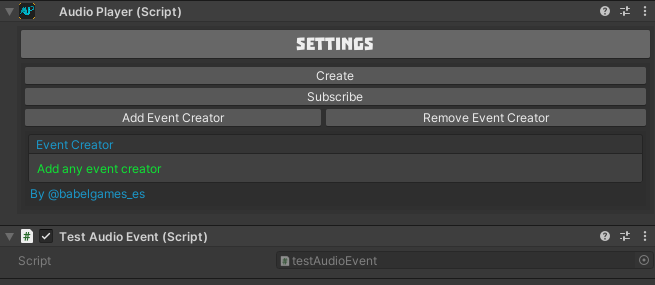 Audio Player (Script)
SETTINGS
Create
Subscribe
Add Event Creator Remove Event Creator
Event Creator
Add any event creator
By @babelgames_es
Test Audio Event (Script)
Script testAudioEvent